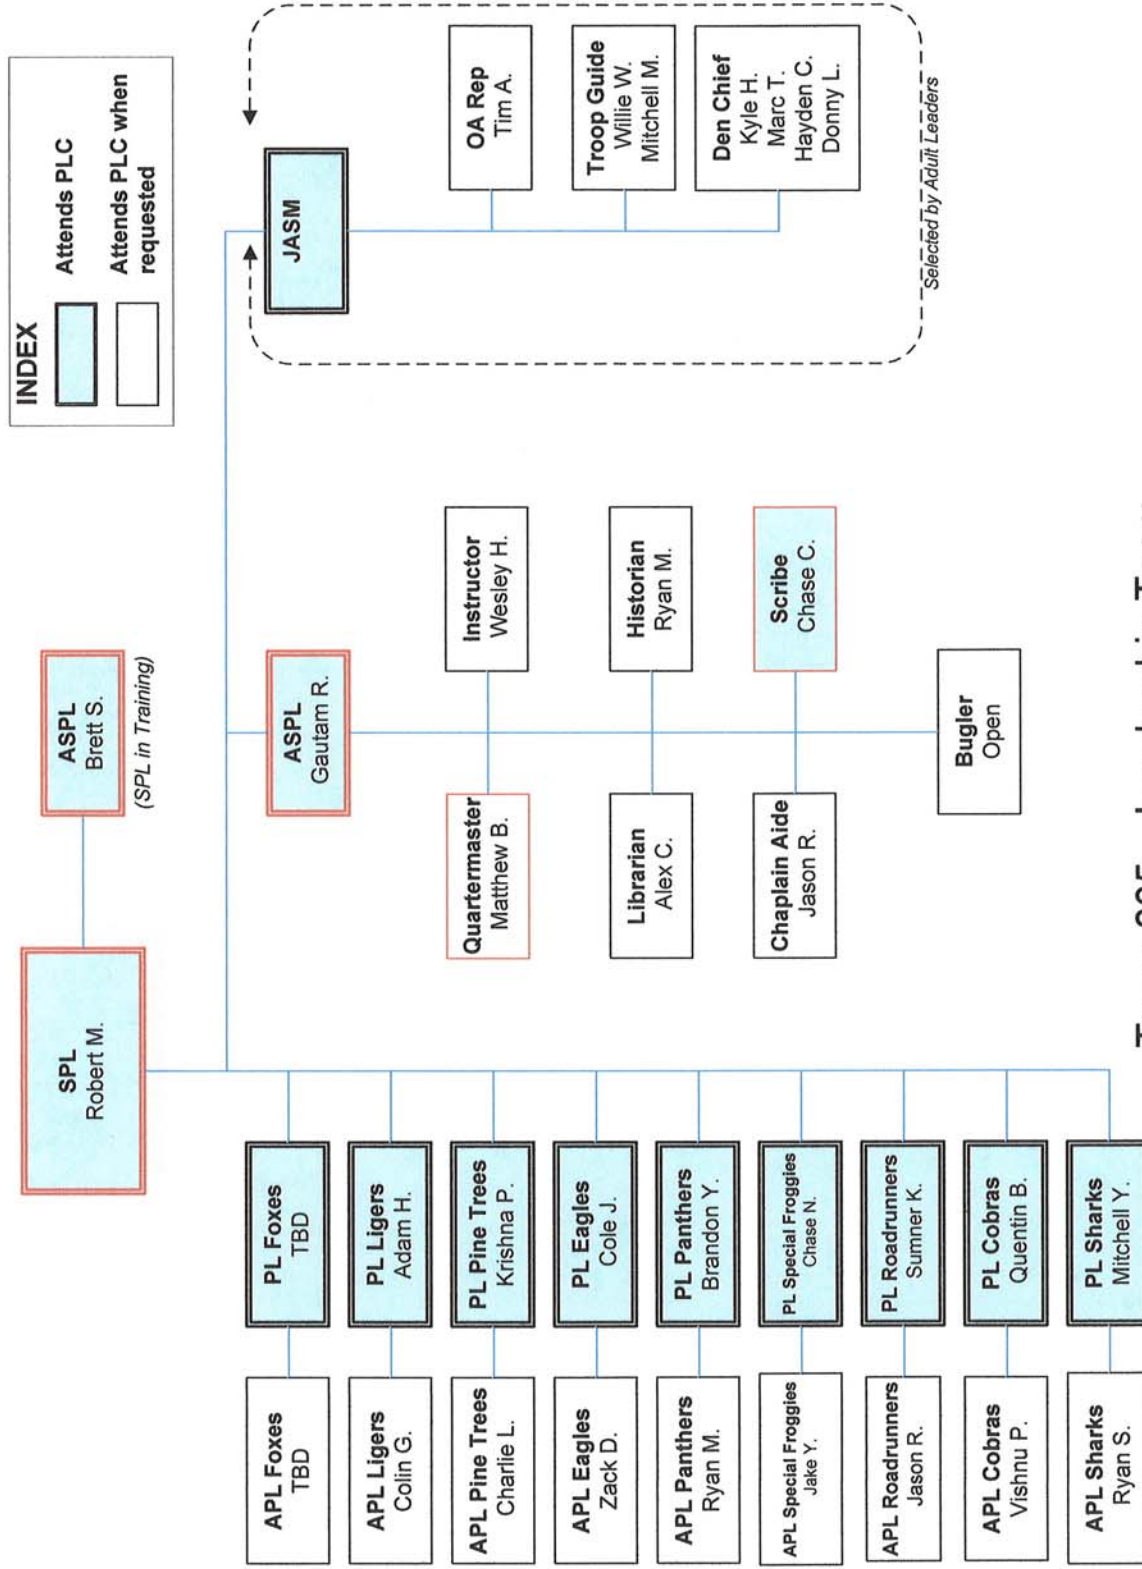 SPL
Robert M.
ASPL
Brett S.
(SPL in Training)
INDEX
Attends PLC
Attends PLC when
requested
ASPL
Gautam R.
JASM
APL Foxes
TBD
PL Foxes
TBD
APL Ligers
Colin G.
PL Ligers
Adam H.
APL Pine Trees
Charlie L.
PL Pine Trees
Krishna P.
APL Eagles
Zack D.
PL Eagles
Cole J.
APL Panthers
Ryan M.
PL Panthers
Brandon Y.
APL Special Froggies
Jake Y.
PL Special Froggies
Chase N.
APL Roadrunners
Jason R.
PL Roadrunners
Sumner K.
APL Cobras
Vishnu P.
PL Cobras
Quentin B.
APL Sharks
Ryan S.
PL Sharks
Mitchell Y.
Quartermaster
Matthew B.
Instructor
Wesley H.
Librarian
Alex C.
Historian
Ryan M.
Chaplain Aide
Jason R.
Scribe
Chase C.
Bugler
Open
OA Rep
Tim A.
Troop Guide
Willie W.
Mitchell M.
Den Chief
Kyle H.
Marc T.
Hayden C.
Donny L.
Selected by Adult Leaders